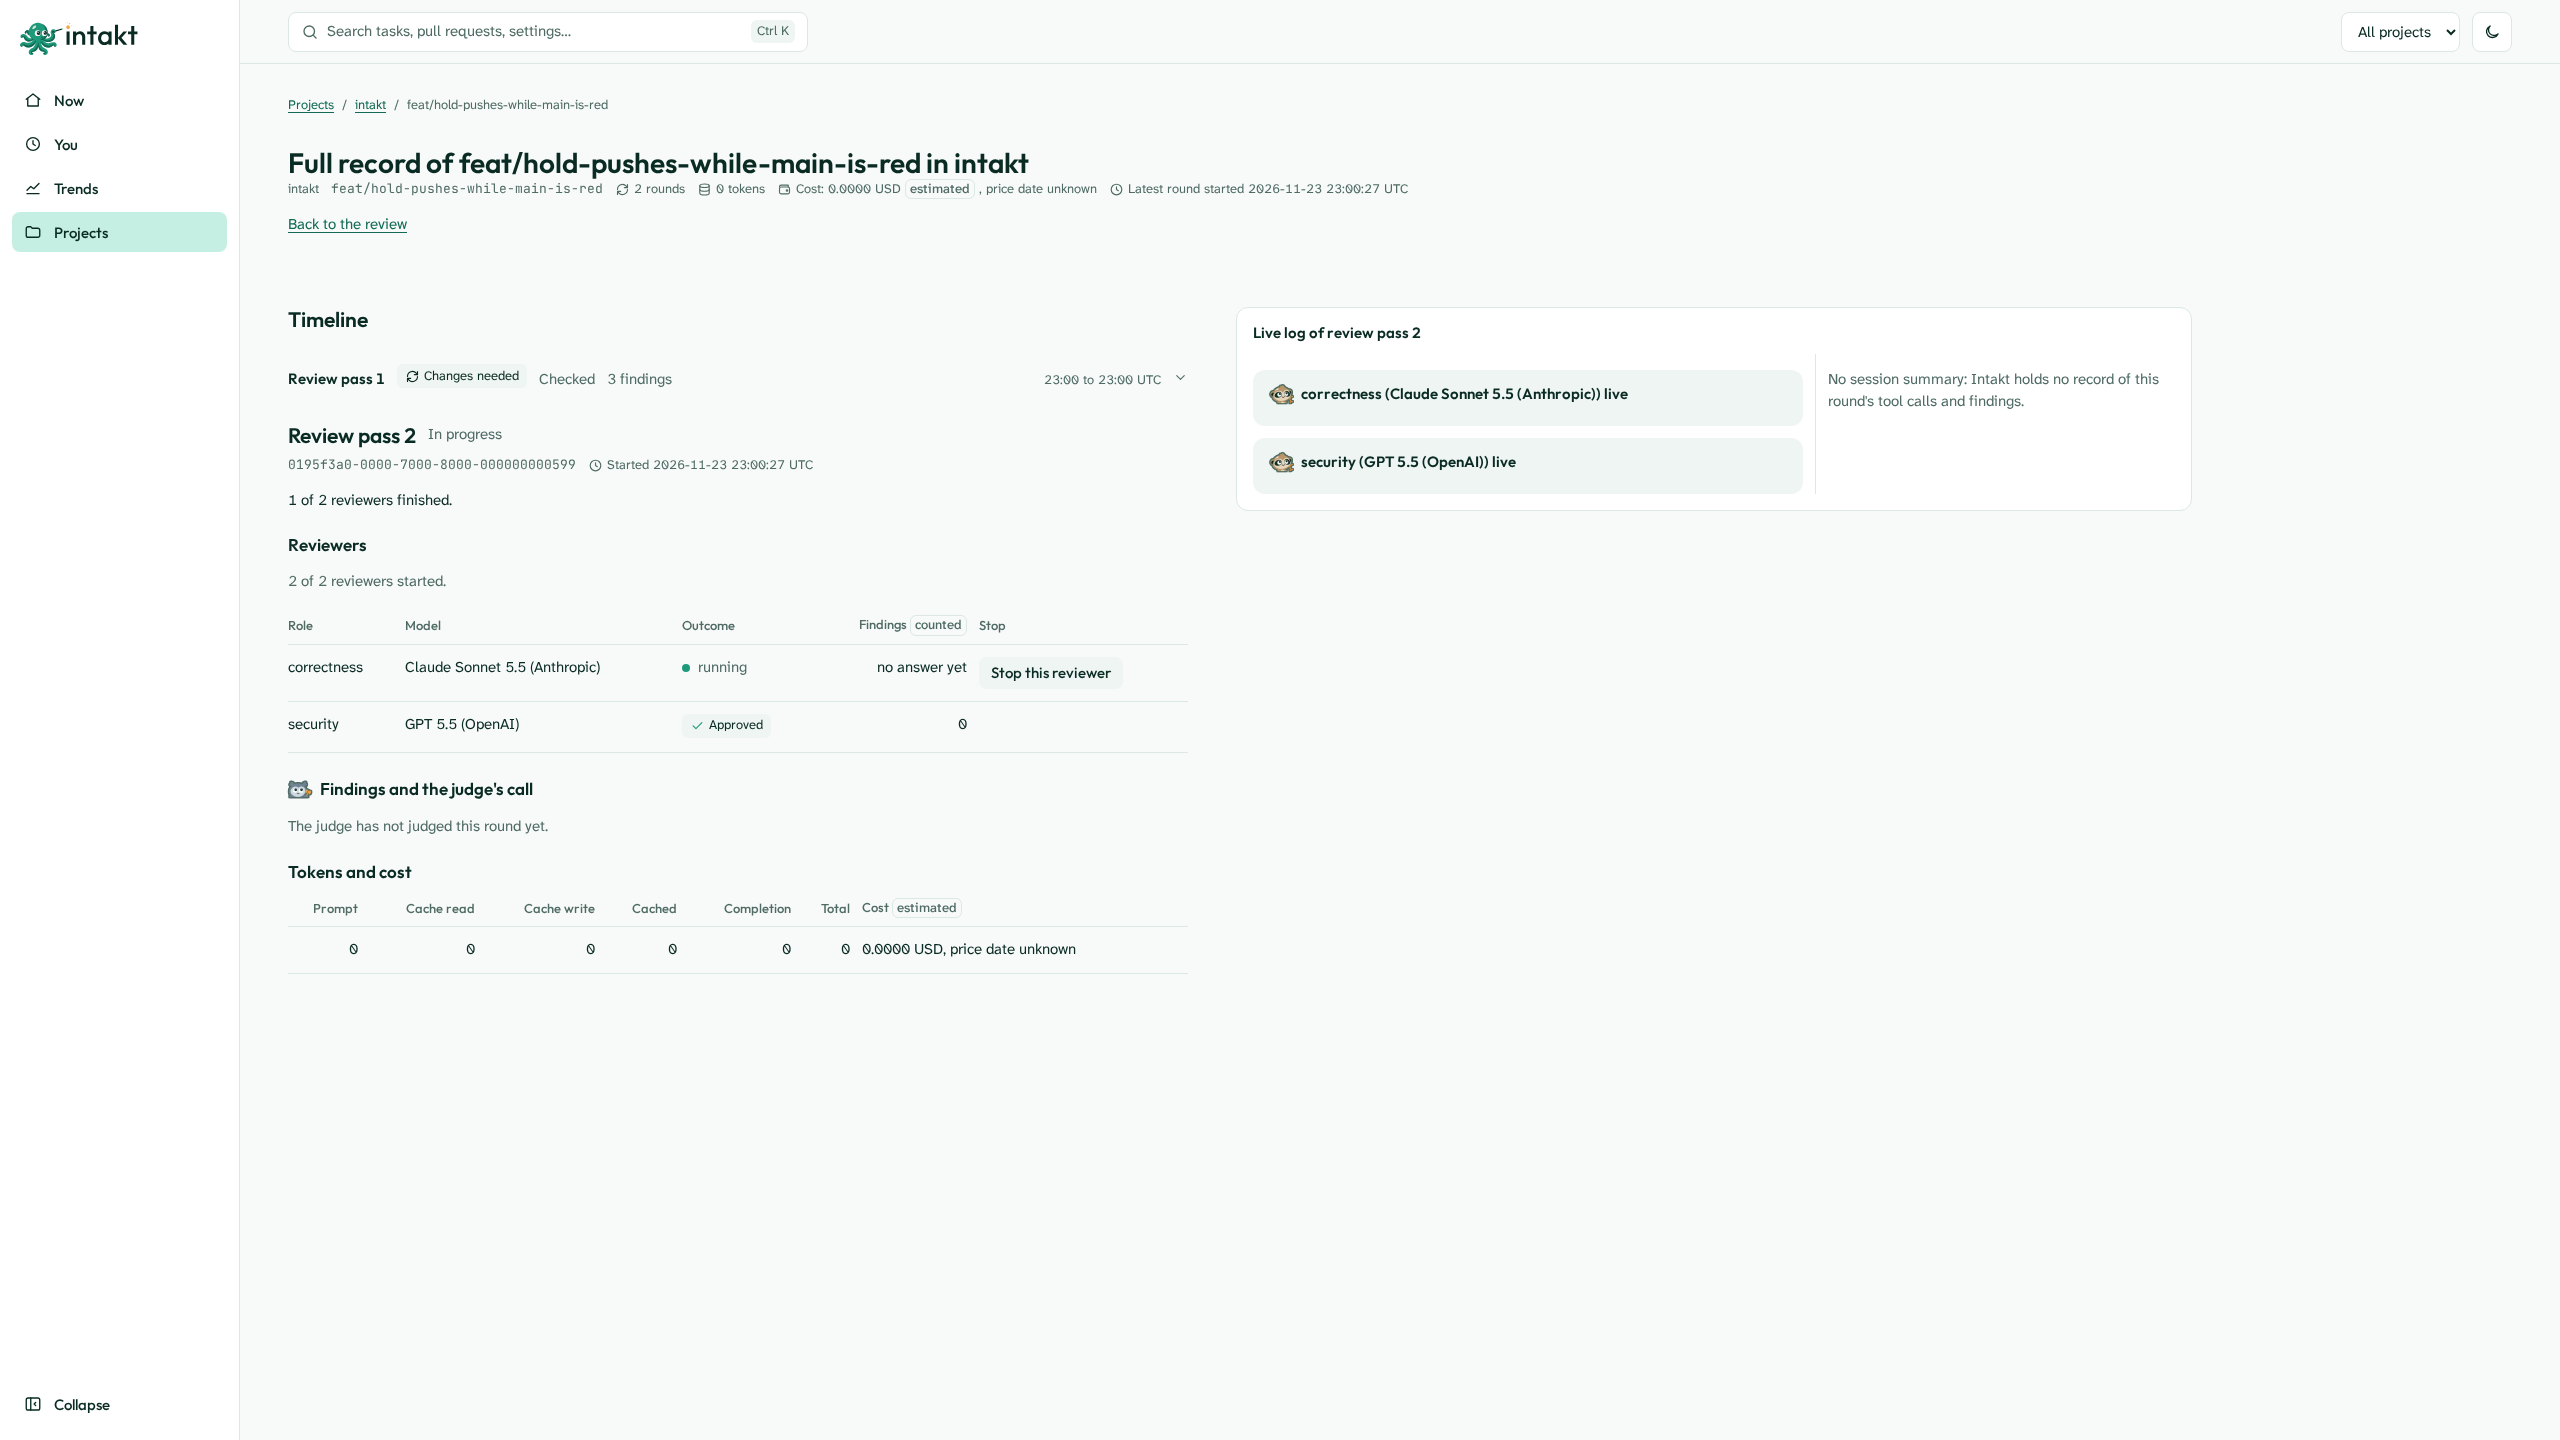 intakt
Search tasks, pull requests, settings...
Ctrl K
All projects
Now
You
Trends
Projects
Collapse
Projects / intakt / feat/hold-pushes-while-main-is-red
Full record of feat/hold-pushes-while-main-is-red in intakt
intakt feat/hold-pushes-while-main-is-red 2 rounds 0 tokens Cost: 0.0000 USD estimated , price date unknown Latest round started 2026-11-23 23:00:27 UTC
Back to the review
Timeline
Review pass 1 Changes needed Checked 3 findings 23:00 to 23:00 UTC
Review pass 2 In progress
0195f3a0-0000-7000-8000-000000000599 Started 2026-11-23 23:00:27 UTC
1 of 2 reviewers finished.
Reviewers
2 of 2 reviewers started.
Role Model Outcome Findings counted Stop
correctness Claude Sonnet 5.5 (Anthropic) running no answer yet Stop this reviewer
security GPT 5.5 (OpenAI) Approved 0
Findings and the judge's call
The judge has not judged this round yet.
Tokens and cost
Prompt Cache read Cache write Cached Completion Total Cost estimated
0 0 0 0 0 0 0.0000 USD, price date unknown
Live log of review pass 2
correctness (Claude Sonnet 5.5 (Anthropic)) live
security (GPT 5.5 (OpenAI)) live
No session summary: Intakt holds no record of this
round's tool calls and findings.